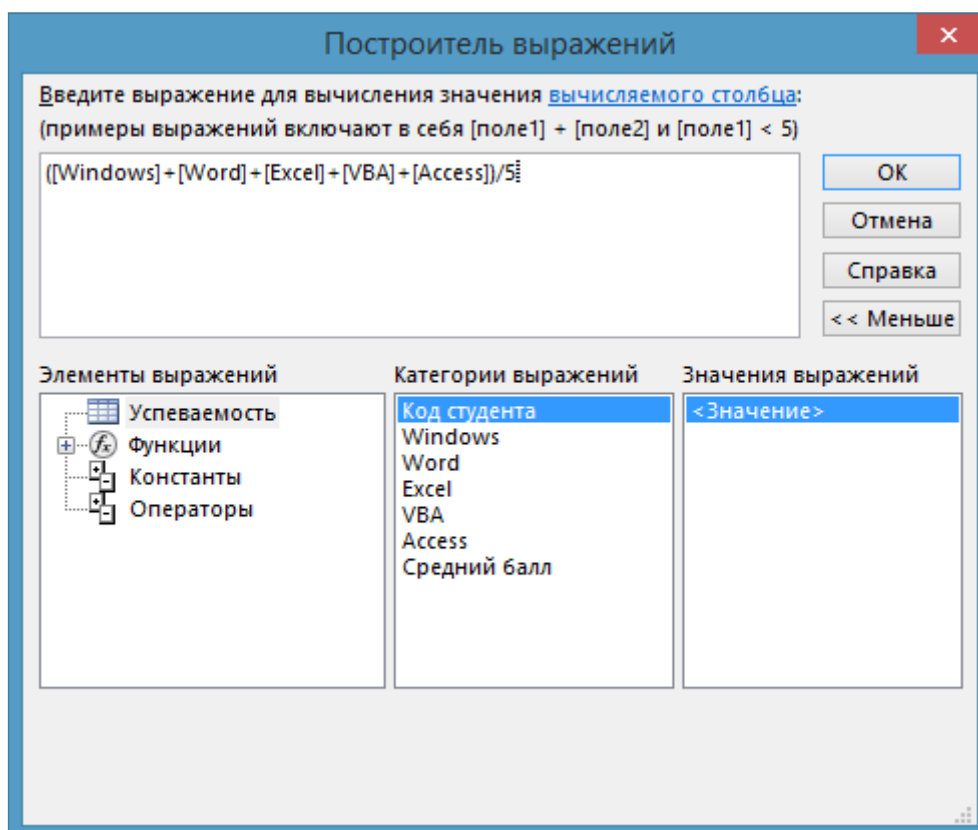 Построитель выражений
Введите выражение для вычисления значения вычисляемого столбца:
(примеры выражений включают в себя [поле1] + [поле2] и [поле1] < 5)
([Windows]+[Word]+[Excel]+[VBA]+[Access])/5
ОК
Отмена
Справка
<< Меньше
Элементы выражений
Успеваемость
Функции
Константы
Операторы
Категории выражений
Код студента
Windows
Word
Excel
VBA
Access
Средний балл
Значения выражений
<Значение>